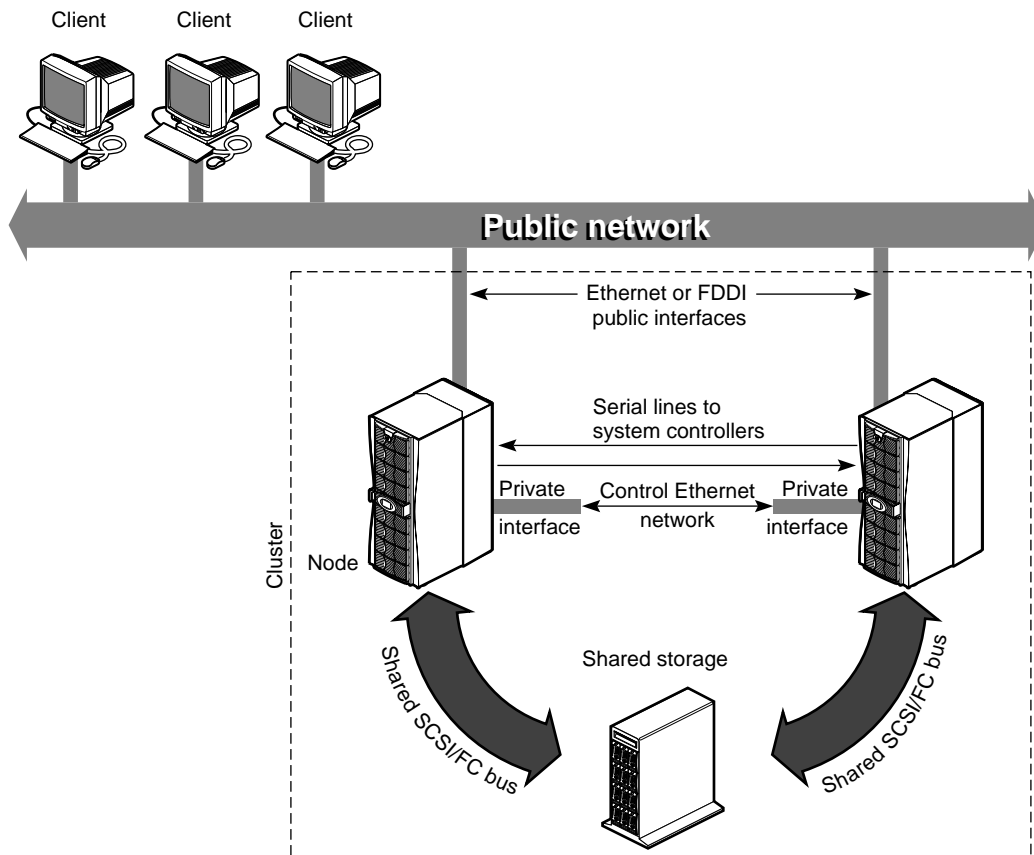 Client
Client
Client
Public network
Ethernet or FDDI
public interfaces
Serial lines to
system controllers
Private
interface
Control Ethernet
network
Private
interface
Cluster
Node
Shared storage
Shared SCSI/FC bus
Shared SCSI/FC bus